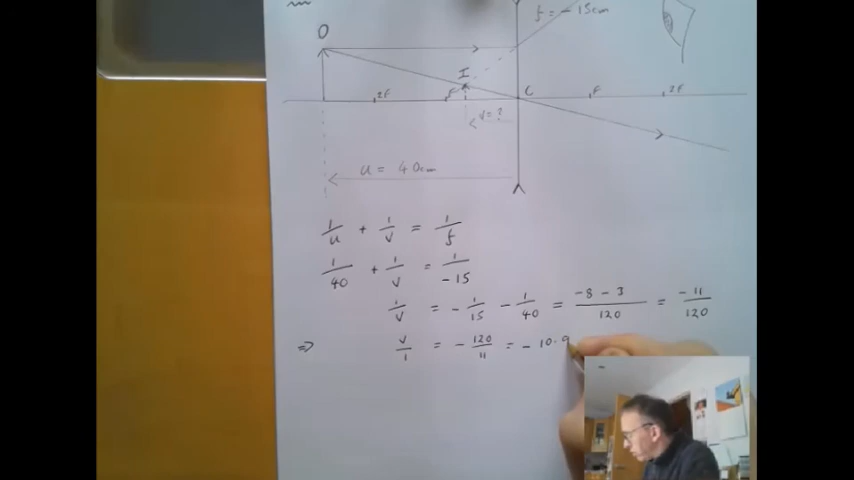 f = - 15cm
O
I
2F F C F 2F
v = ?
u = 40cm
1/u + 1/v = 1/f
1/40 + 1/v = 1/-15
1/v = - 1/15 - 1/40 = -8 - 3/120 = -11/120
=> v/1 = - 120/11 = - 10.9